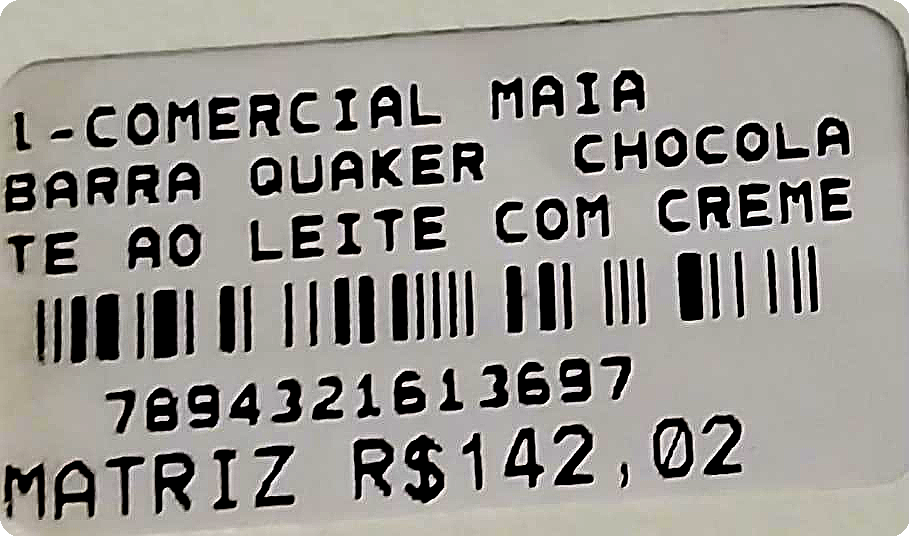 1-COMERCIAL MAIA
BARRA QUAKER CHOCOLA
TE AO LEITE COM CREME
7894321613697
MATRIZ R$142,02